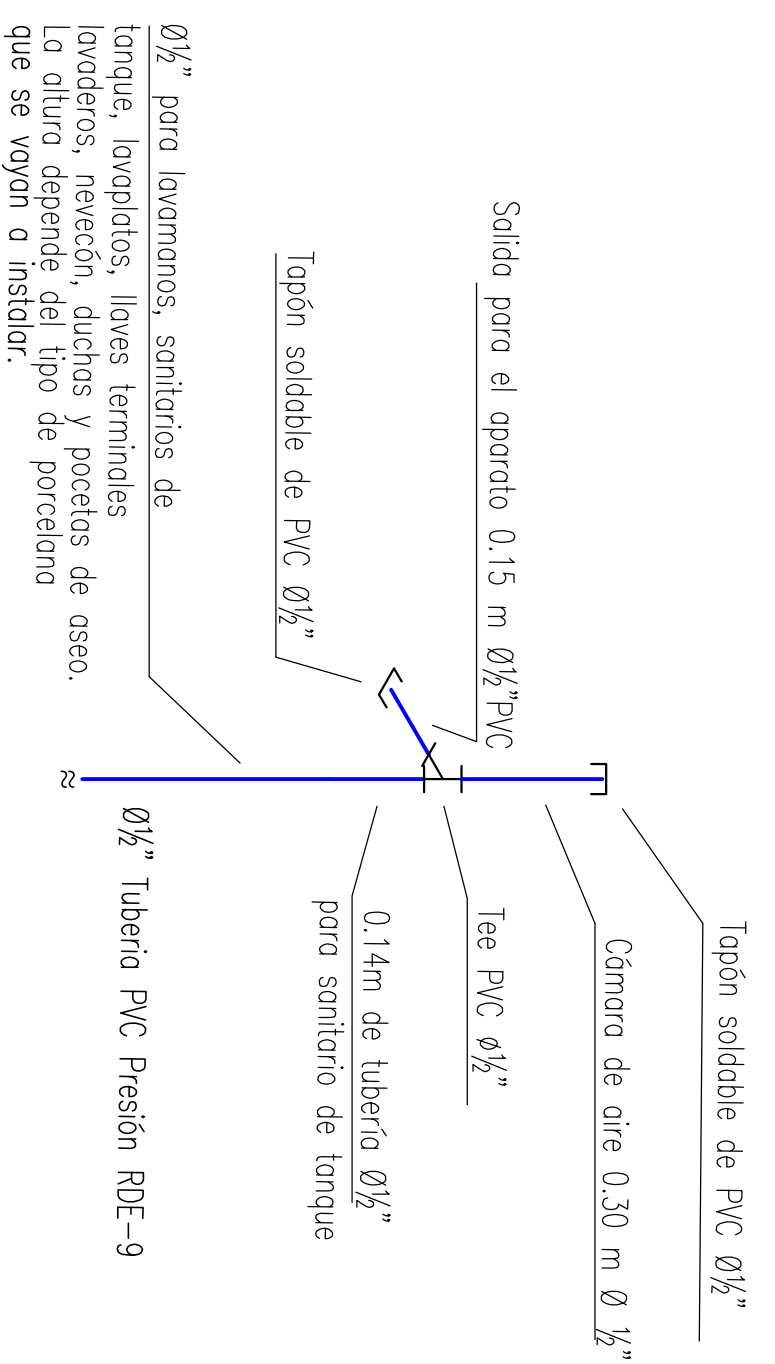 Tapón soldable de PVC Ø½”
Cámara de aire 0.30 m Ø ½”
Salida para el aparato 0.15 m Ø½”PVC
Tee PVC ø½”
0.14m de tubería Ø½”
para sanitario de tanque
Tapón soldable de PVC Ø½”
Ø½” para lavamanos, sanitarios de
tanque, lavaplatos, llaves terminales
lavaderos, nevecón, duchas y pocetas de aseo.
La altura depende del tipo de porcelana
que se vayan a instalar.
Ø½” Tuberia PVC Presión RDE-9